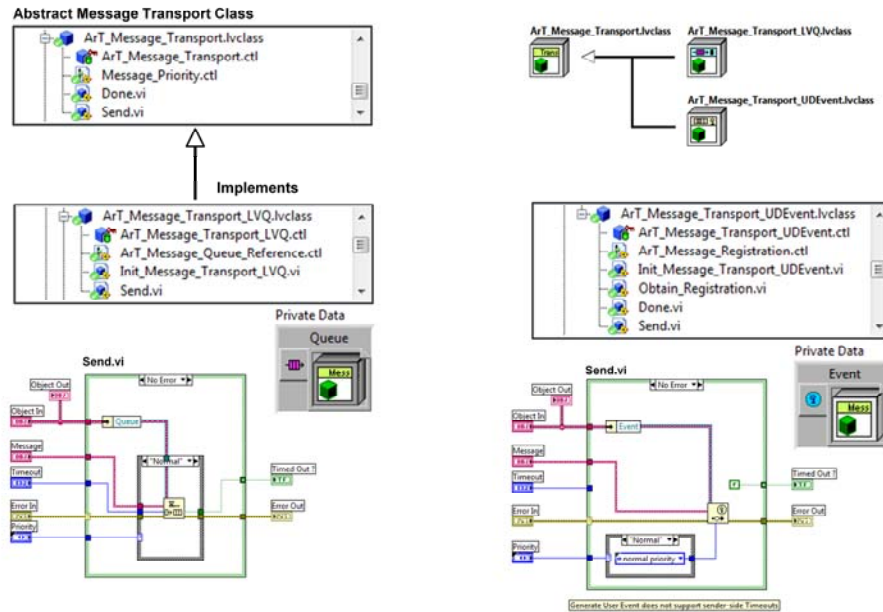 Abstract Message Transport Class
ArT_Message_Transport.lvclass
ArT_Message_Transport.ctl
Message_Priority.ctl
Done.vi
Send.vi
Implements
ArT_Message_Transport_LVQ.lvclass
ArT_Message_Transport_LVQ.ctl
ArT_Message_Queue_Reference.ctl
Init_Message_Transport_LVQ.vi
Send.vi
Private Data
Queue
Mess
Send.vi
No Error
Object Out
Object In
Queue
Message
"Normal"
Timeout
Timed Out ?
Error In
Error Out
Priority
ArT_Message_Transport.lvclass
ArT_Message_Transport_LVQ.lvclass
Trans
ArT_Message_Transport_UDEvent.lvclass
ArT_Message_Transport_UDEvent.lvclass
ArT_Message_Transport_UDEvent.ctl
ArT_Message_Registration.ctl
Init_Message_Transport_UDEvent.vi
Obtain_Registration.vi
Done.vi
Send.vi
Private Data
Event
Mess
Send.vi
No Error
Object Out
Object In
Event
Message
Timeout
F
Timed Out ?
TF
Error In
Error Out
Priority
"Normal"
normal priority
Generate User Event does not support sender-side Timeouts